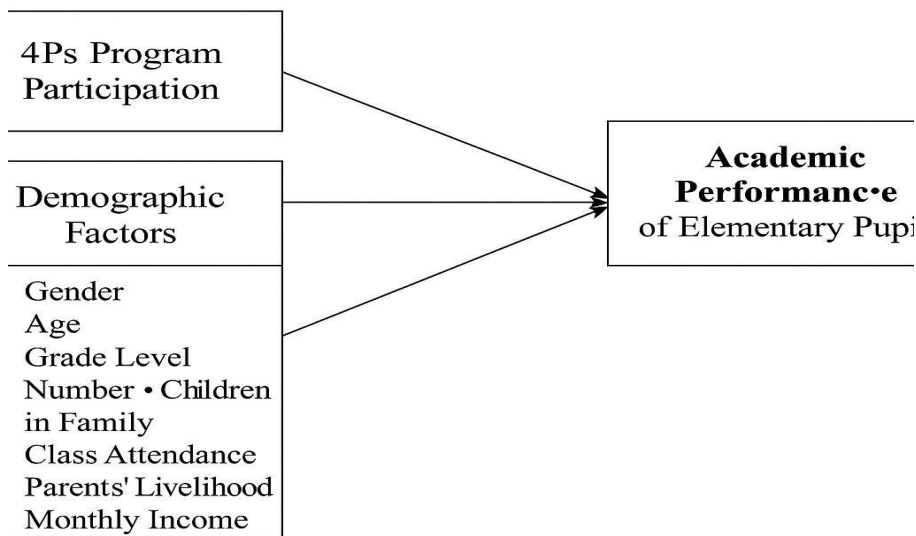 4Ps Program
Participation
Demographic
Factors
Gender
Age
Grade Level
Number • Children
in Family
Class Attendance
Parents' Livelihood
Monthly Income
Academic
Performanc•e
of Elementary Pupi